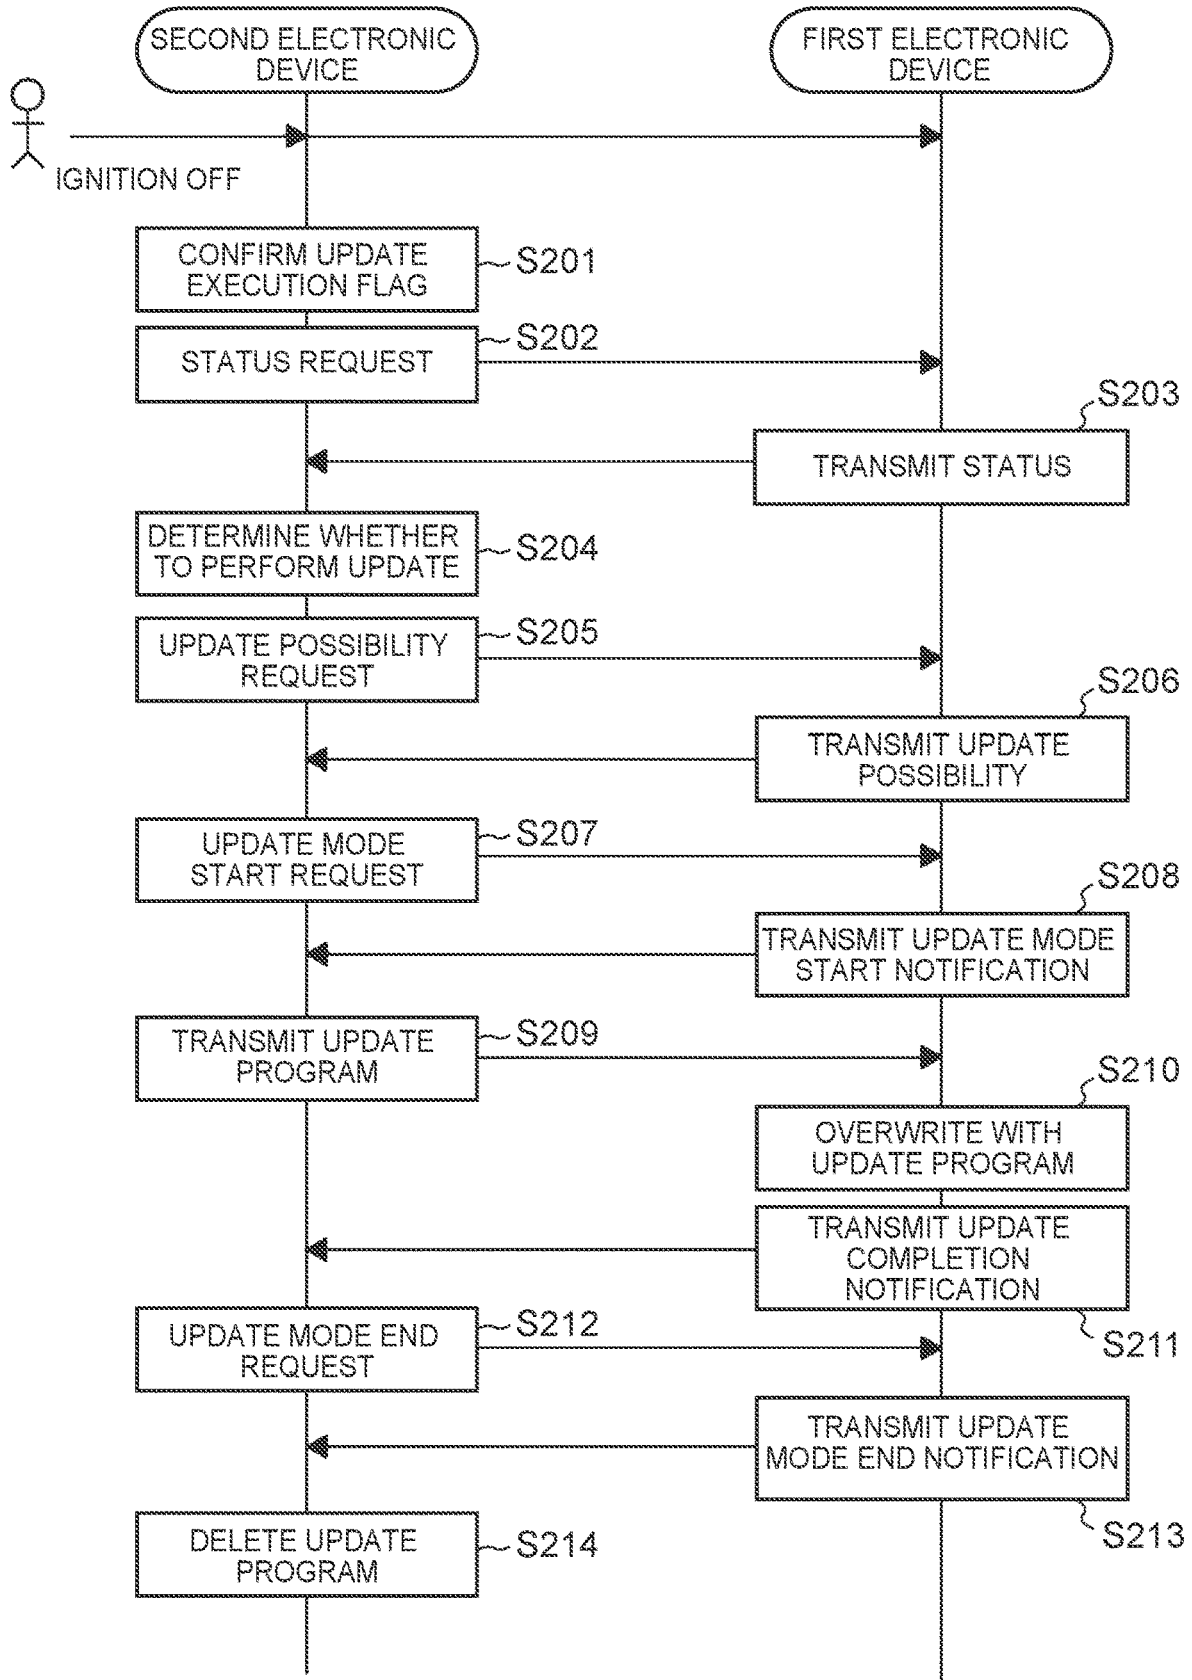 SECOND ELECTRONIC
DEVICE
FIRST ELECTRONIC
DEVICE
IGNITION OFF
CONFIRM UPDATE
EXECUTION FLAG
S201
STATUS REQUEST
S202
S203
TRANSMIT STATUS
DETERMINE WHETHER
TO PERFORM UPDATE
S204
UPDATE POSSIBILITY
REQUEST
S205
S206
TRANSMIT UPDATE
POSSIBILITY
UPDATE MODE
START REQUEST
S207
S208
TRANSMIT UPDATE MODE
START NOTIFICATION
TRANSMIT UPDATE
PROGRAM
S209
S210
OVERWRITE WITH
UPDATE PROGRAM
TRANSMIT UPDATE
COMPLETION
NOTIFICATION
S211
UPDATE MODE END
REQUEST
S212
TRANSMIT UPDATE
MODE END NOTIFICATION
S213
DELETE UPDATE
PROGRAM
S214